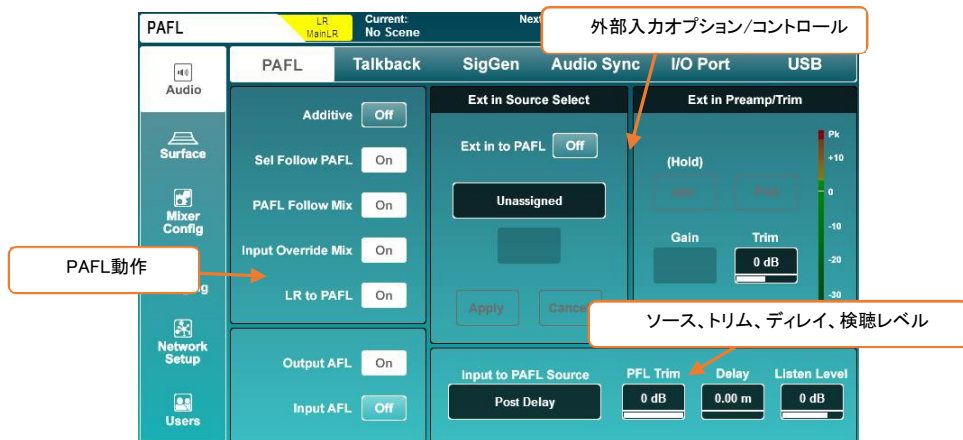 PAFL
LR
MainLR
Current:
No Scene
外部入力オプション/コントロール
Audio
PAFL
Talkback
SigGen
Audio Sync
I/O Port
USB
Surface
Mixer
Config
Network
Setup
Users
PAFL動作
Additive
Off
Sel Follow PAFL
On
PAFL Follow Mix
On
Input Override Mix
On
LR to PAFL
On
Output AFL
On
Input AFL
Off
Ext in Source Select
Ext in to PAFL
Off
Unassigned
Apply
Cancel
Ext in Preamp/Trim
(Hold)
Pad
Gain
Trim
0 dB
Pk
+10
0
-10
-20
-30
ソース、トリム、ディレイ、検聴レベル
Input to PAFL Source
Post Delay
PFL Trim
0 dB
Delay
0.00 m
Listen Level
0 dB